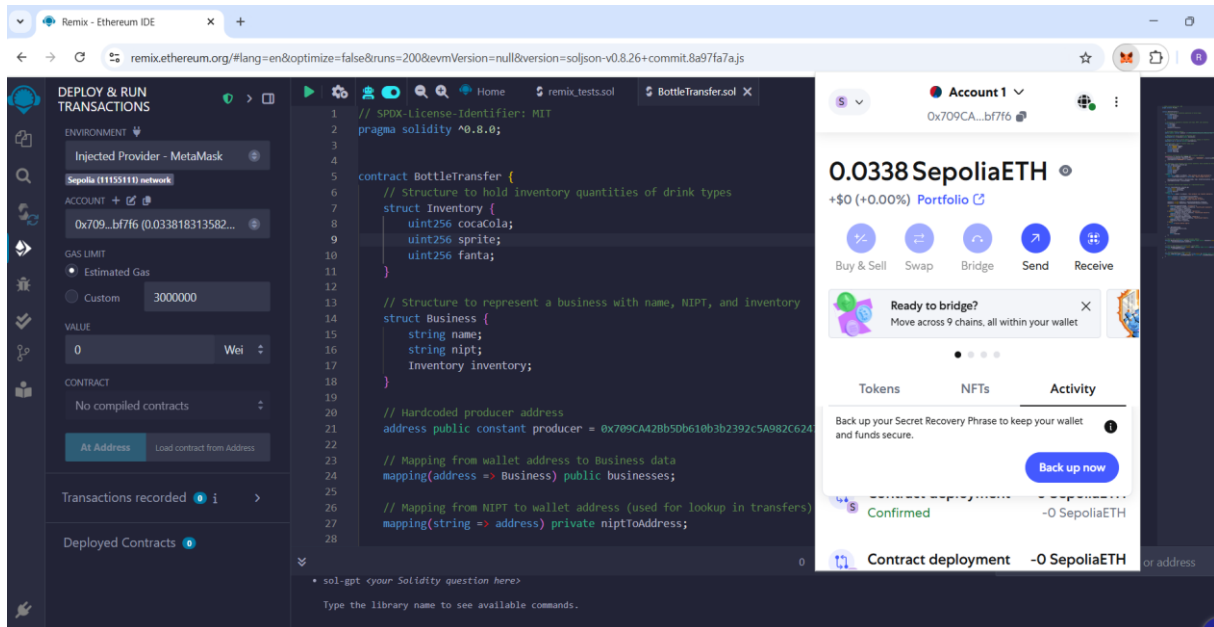 Remix - Ethereum IDE
remix.ethereum.org/#lang=en&optimize=false&runs=200&evmVersion=null&version=soljson-v0.8.26+commit.8a97fa7a.js
R
DEPLOY & RUN
TRANSACTIONS
ENVIRONMENT
Injected Provider - MetaMask
Sepolia (11155111) network
ACCOUNT
0x709...bf7f6 (0.033818313582...
GAS LIMIT
Estimated Gas
Custom 3000000
VALUE
0 Wei
CONTRACT
No compiled contracts
At Address Load contract from Address
Transactions recorded 0 i
Deployed Contracts 0
Home remix_tests.sol BottleTransfer.sol
1 // SPDX-License-Identifier: MIT
2 pragma solidity ^0.8.0;
3
4
5 contract BottleTransfer {
6 // Structure to hold inventory quantities of drink types
7 struct Inventory {
8 uint256 cocaCola;
9 uint256 sprite;
10 uint256 fanta;
11 }
12
13 // Structure to represent a business with name, NIPT, and inventory
14 struct Business {
15 string name;
16 string nipt;
17 Inventory inventory;
18 }
19
20 // Hardcoded producer address
21 address public constant producer = 0x709CA42Bb5Db610b3b2392c5A982C624
22
23 // Mapping from wallet address to Business data
24 mapping(address => Business) public businesses;
25
26 // Mapping from NIPT to wallet address (used for lookup in transfers)
27 mapping(string => address) private niptToAddress;
28
0
or address
• sol-gpt <your Solidity question here>
Type the library name to see available commands.
S
Account 1
0x709CA...bf7f6
0.0338 SepoliaETH
+$0 (+0.00%) Portfolio
Buy & Sell Swap Bridge Send Receive
Ready to bridge?
Move across 9 chains, all within your wallet
Tokens NFTs Activity
Back up your Secret Recovery Phrase to keep your wallet
and funds secure.
Back up now
S
Confirmed -0 SepoliaETH
Contract deployment -0 SepoliaETH